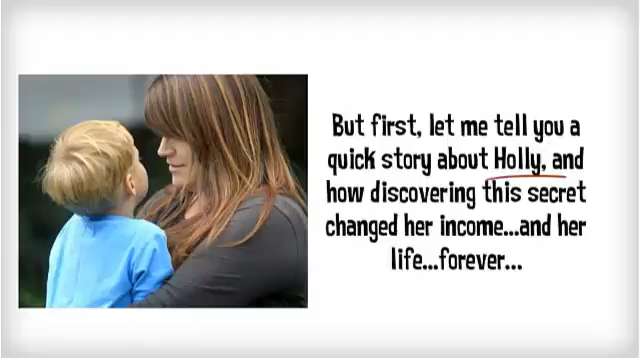 But first, let me tell you a
quick story about Holly, and
how discovering this secret
changed her income...and her
life...forever...